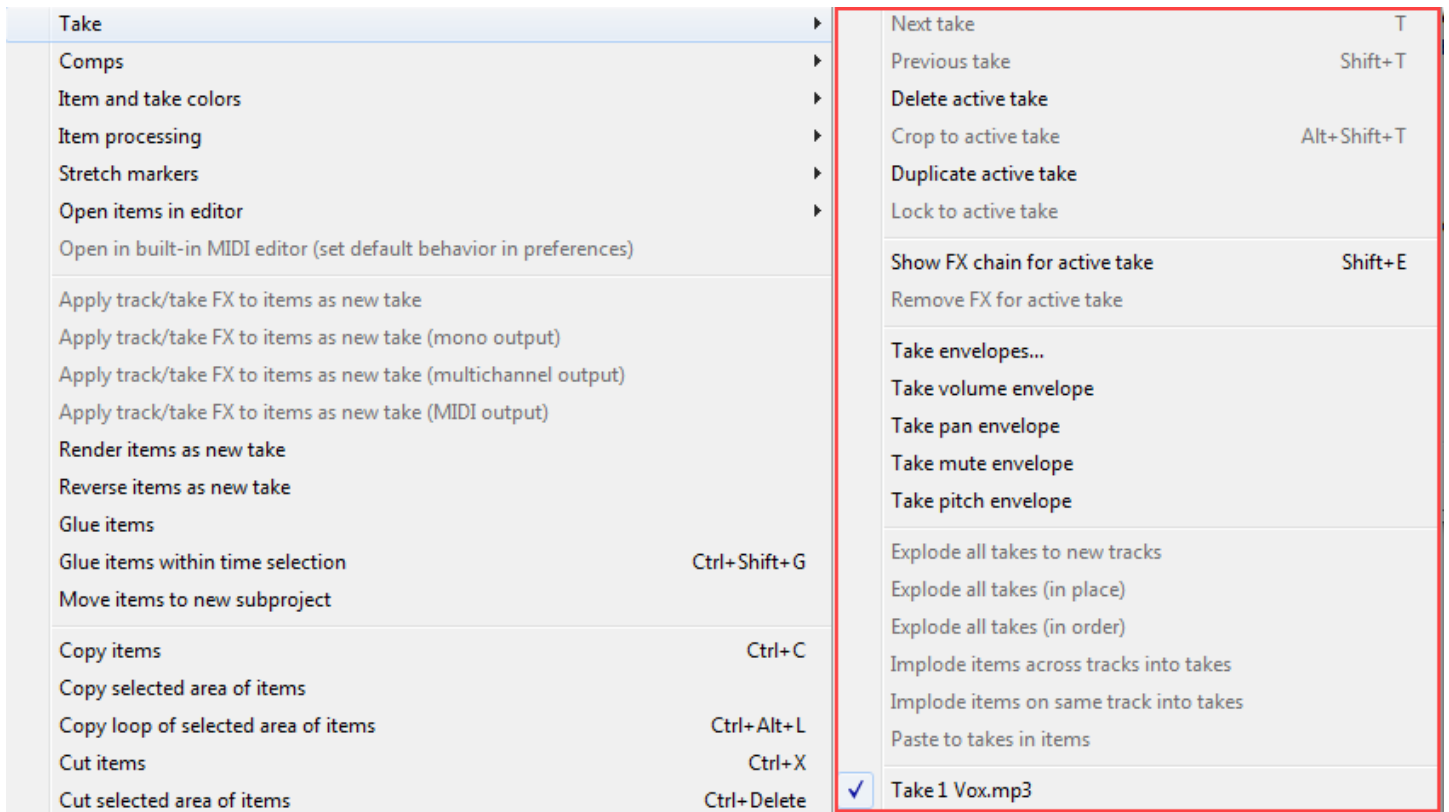 Take
Comps
Item and take colors
Item processing
Stretch markers
Open items in editor
Open in built-in MIDI editor (set default behavior in preferences)
Apply track/take FX to items as new take
Apply track/take FX to items as new take (mono output)
Apply track/take FX to items as new take (multichannel output)
Apply track/take FX to items as new take (MIDI output)
Render items as new take
Reverse items as new take
Glue items
Glue items within time selection Ctrl+Shift+G
Move items to new subproject
Copy items Ctrl+C
Copy selected area of items
Copy loop of selected area of items Ctrl+Alt+L
Cut items Ctrl+X
Cut selected area of items Ctrl+Delete
Next take T
Previous take Shift+T
Delete active take
Crop to active take Alt+Shift+T
Duplicate active take
Lock to active take
Show FX chain for active take Shift+E
Remove FX for active take
Take envelopes...
Take volume envelope
Take pan envelope
Take mute envelope
Take pitch envelope
Explode all takes to new tracks
Explode all takes (in place)
Explode all takes (in order)
Implode items across tracks into takes
Implode items on same track into takes
Paste to takes in items
Take 1 Vox.mp3